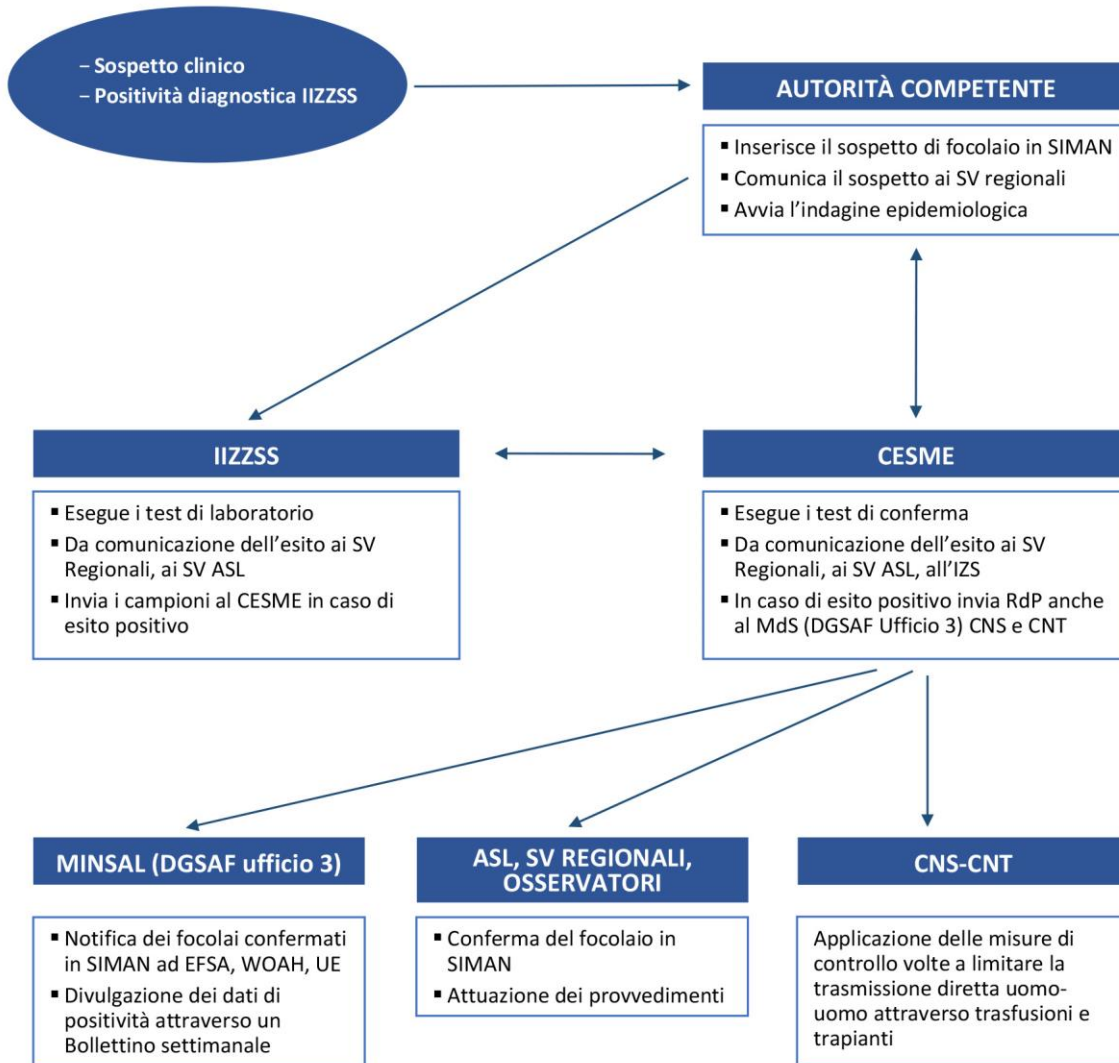 – Sospetto clinico
– Positività diagnostica IIZZSS
AUTORITÀ COMPETENTE
▪ Inserisce il sospetto di focolaio in SIMAN
▪ Comunica il sospetto ai SV regionali
▪ Avvia l'indagine epidemiologica
IIZZSS
▪ Esegue i test di laboratorio
▪ Da comunicazione dell'esito ai SV
Regionali, ai SV ASL
▪ Invia i campioni al CESME in caso di
esito positivo
CESME
▪ Esegue i test di conferma
▪ Da comunicazione dell'esito ai SV
Regionali, ai SV ASL, all'IZS
▪ In caso di esito positivo invia RdP anche
al MdS (DGSAF Ufficio 3) CNS e CNT
MINSAL (DGSAF ufficio 3)
▪ Notifica dei focolai confermati
in SIMAN ad EFSA, WOAH, UE
▪ Divulgazione dei dati di
positività attraverso un
Bollettino settimanale
ASL, SV REGIONALI,
OSSERVATORI
▪ Conferma del focolaio in
SIMAN
▪ Attuazione dei provvedimenti
CNS-CNT
Applicazione delle misure di
controllo volte a limitare la
trasmissione diretta uomo-
uomo attraverso trasfusioni e
trapianti